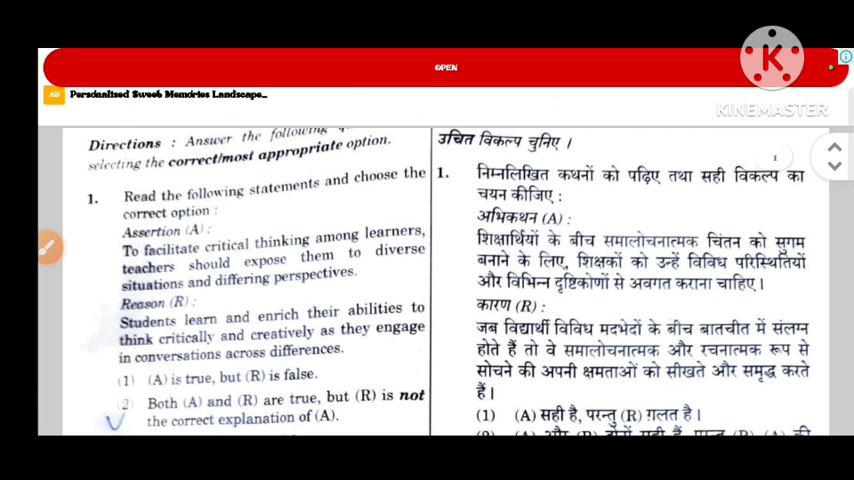 OPEN
AD Personalised Sweet Memories Landscape...
KINEMASTER
Directions : Answer the following
selecting the correct/most appropriate option.
1. Read the following statements and choose the
correct option :
Assertion (A) :
To facilitate critical thinking among learners,
teachers should expose them to diverse
situations and differing perspectives.
Reason (R) :
Students learn and enrich their abilities to
think critically and creatively as they engage
in conversations across differences.
(1) (A) is true, but (R) is false.
(2) Both (A) and (R) are true, but (R) is not
the correct explanation of (A).
उचित विकल्प चुनिए ।
1. निम्नलिखित कथनों को पढ़िए तथा सही विकल्प का
चयन कीजिए :
अभिकथन (A) :
शिक्षार्थियों के बीच समालोचनात्मक चिंतन को सुगम
बनाने के लिए, शिक्षकों को उन्हें विविध परिस्थितियों
और विभिन्न दृष्टिकोणों से अवगत कराना चाहिए ।
कारण (R) :
जब विद्यार्थी विविध मदभेदों के बीच बातचीत में संलग्न
होते हैं तो वे समालोचनात्मक और रचनात्मक रूप से
सोचने की अपनी क्षमताओं को सीखते और समृद्ध करते
हैं ।
(1) (A) सही है, परन्तु (R) ग़लत है ।
(2) (A) और (R) दोनों सही हैं, परन्तु (R), (A) की